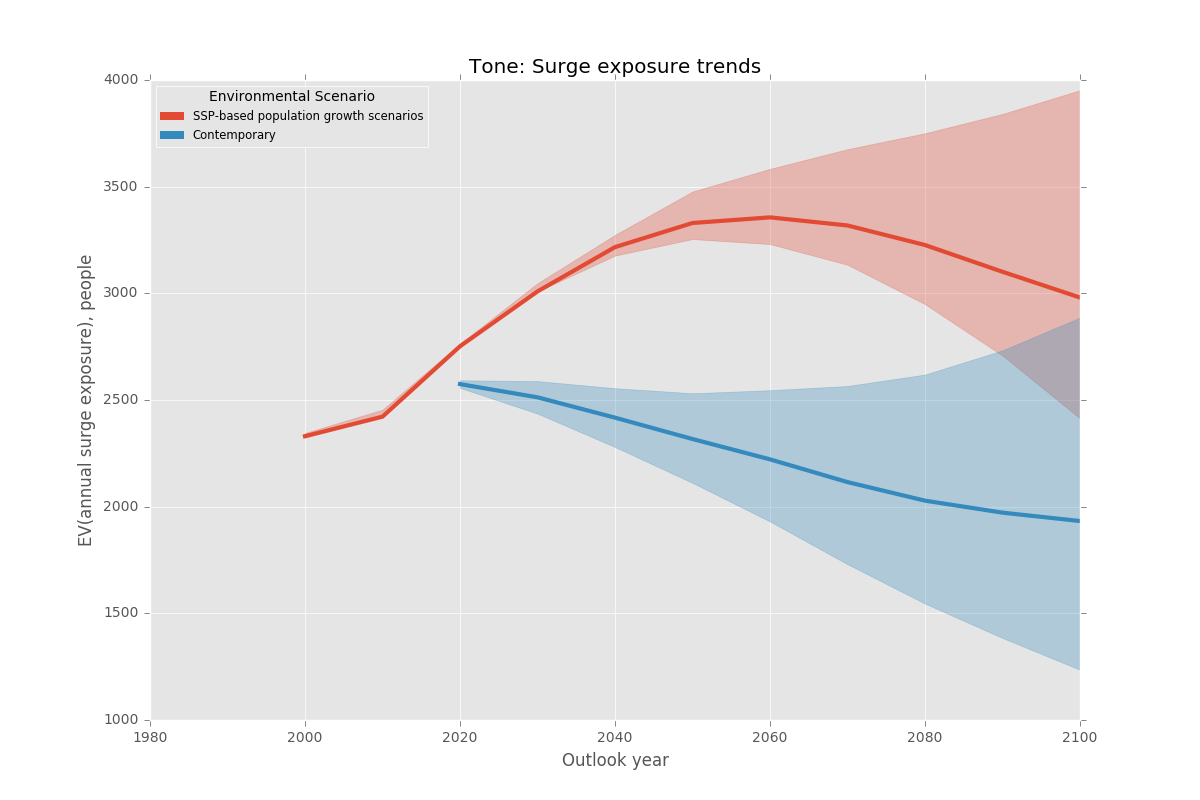 Tone: Surge exposure trends
Environmental Scenario
SSP-based population growth scenarios
Contemporary
EV(annual surge exposure), people
4000
3500
3000
2500
2000
1500
1000
1980 2000 2020 2040 2060 2080 2100
Outlook year